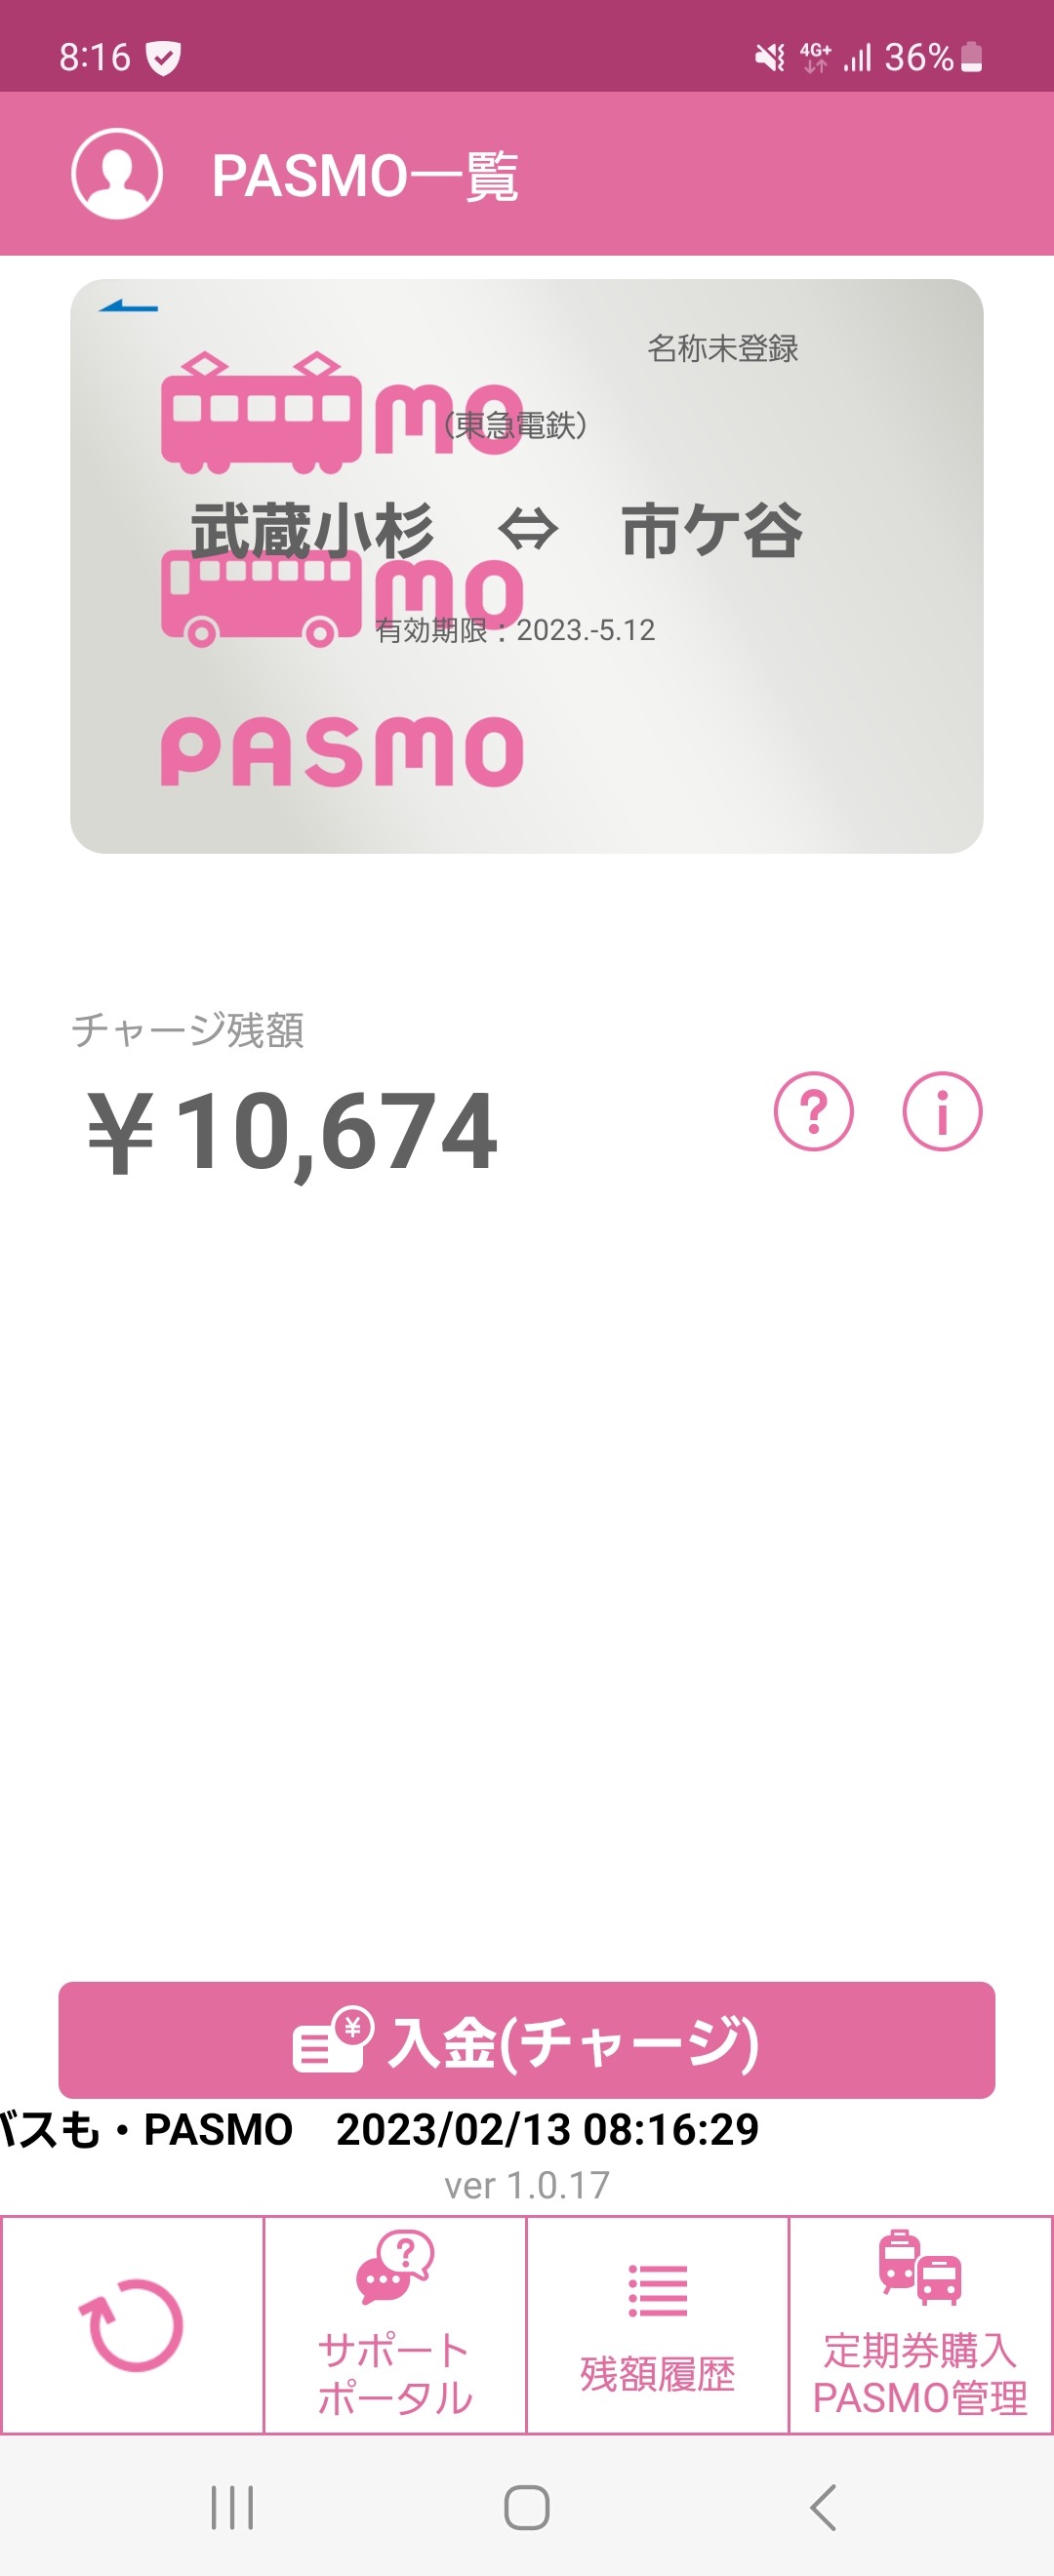 8:16 4G+ 36%
PASMO一覧
名称未登録
mo
(東急電鉄)
武蔵小杉 ⇔ 市ケ谷
mo
有効期限：2023.-5.12
PASMO
チャージ残額
￥10,674
? i
¥ 入金(チャージ)
バスも・PASMO 2023/02/13 08:16:29
ver 1.0.17
?
サポート
ポータル
残額履歴
定期券購入
PASMO管理